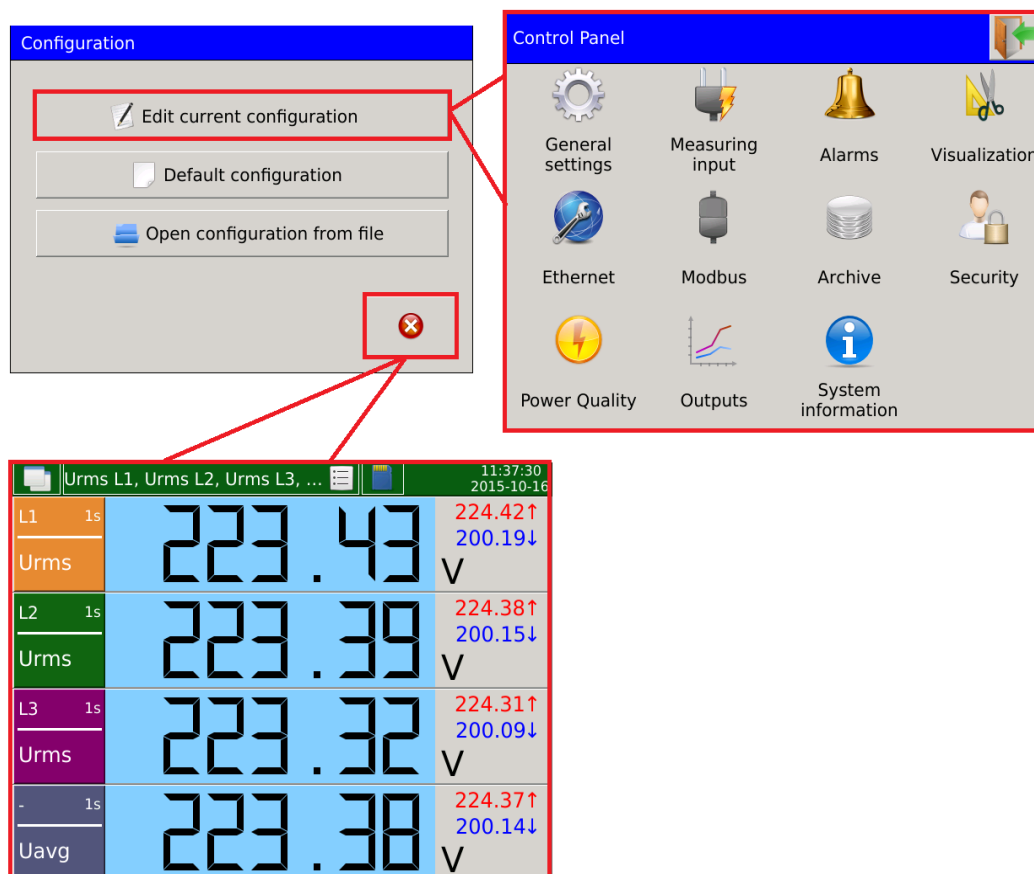 Configuration
Edit current configuration
Default configuration
Open configuration from file
Control Panel
General settings
Measuring input
Alarms
Visualization
Ethernet
Modbus
Archive
Security
Power Quality
Outputs
System information
Urms L1, Urms L2, Urms L3, ...
11:37:30
2015-10-16
L1 1s
Urms
223.43
224.42↑
200.19↓
V
L2 1s
Urms
223.39
224.38↑
200.15↓
V
L3 1s
Urms
223.32
224.31↑
200.09↓
V
- 1s
Uavg
223.38
224.37↑
200.14↓
V